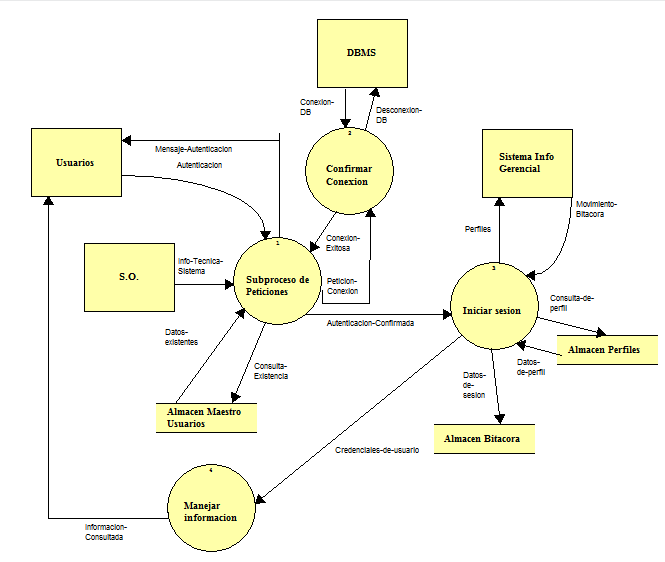 DBMS
Conexion-
DB
Desconexion-
DB
2
Confirmar
Conexion
Usuarios
Mensaje-Autenticacion
Autenticacion
Sistema Info
Gerencial
Movimiento-
Bitacora
Perfiles
Conexion-
Exitosa
1
Subproceso de
Peticiones
Peticion-
Conexion
S.O.
Info-Tecnica-
Sistema
3
Iniciar sesion
Consulta-de-
perfil
Autenticacion-Confirmada
Datos-
existentes
Almacen Perfiles
Datos-
de-perfil
Consulta-
Existencia
Datos-
de-
sesion
Almacen Maestro
Usuarios
Almacen Bitacora
Credenciales-de-usuario
4
Manejar
informacion
Informacion-
Consultada